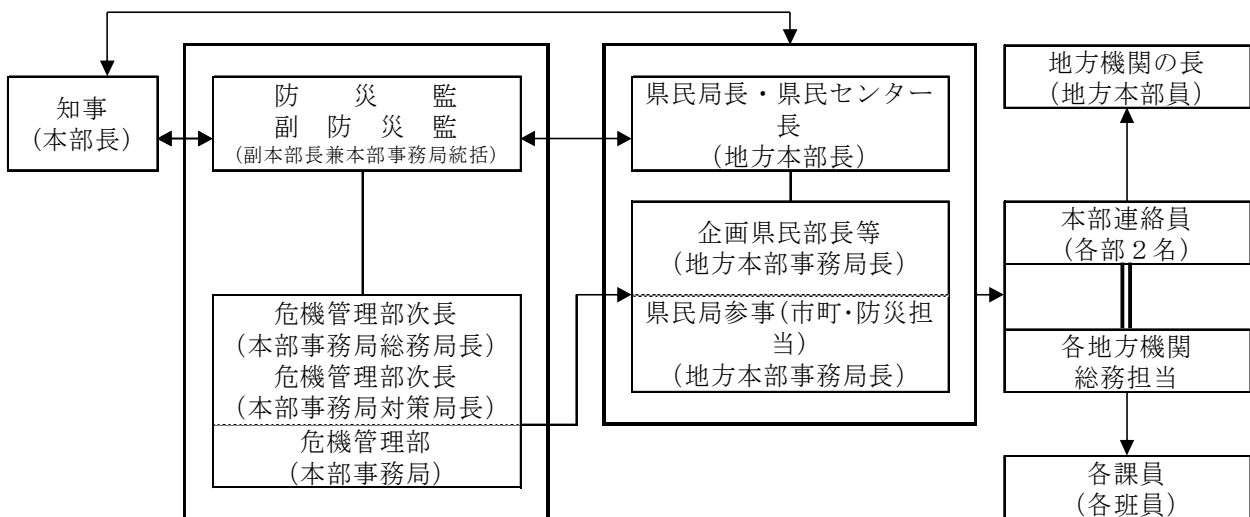 知事
(本部長)
防　災　監
副　防　災　監
(副本部長兼本部事務局統括)
危機管理部次長
(本部事務局総務局長)
危機管理部次長
(本部事務局対策局長)
危機管理部
(本部事務局)
県民局長・県民センター
長
(地方本部長)
企画県民部長等
(地方本部事務局長)
県民局参事(市町・防災担
当)
(地方本部事務局長)
地方機関の長
(地方本部員)
本部連絡員
(各部２名)
各地方機関
総務担当
各課員
(各班員)